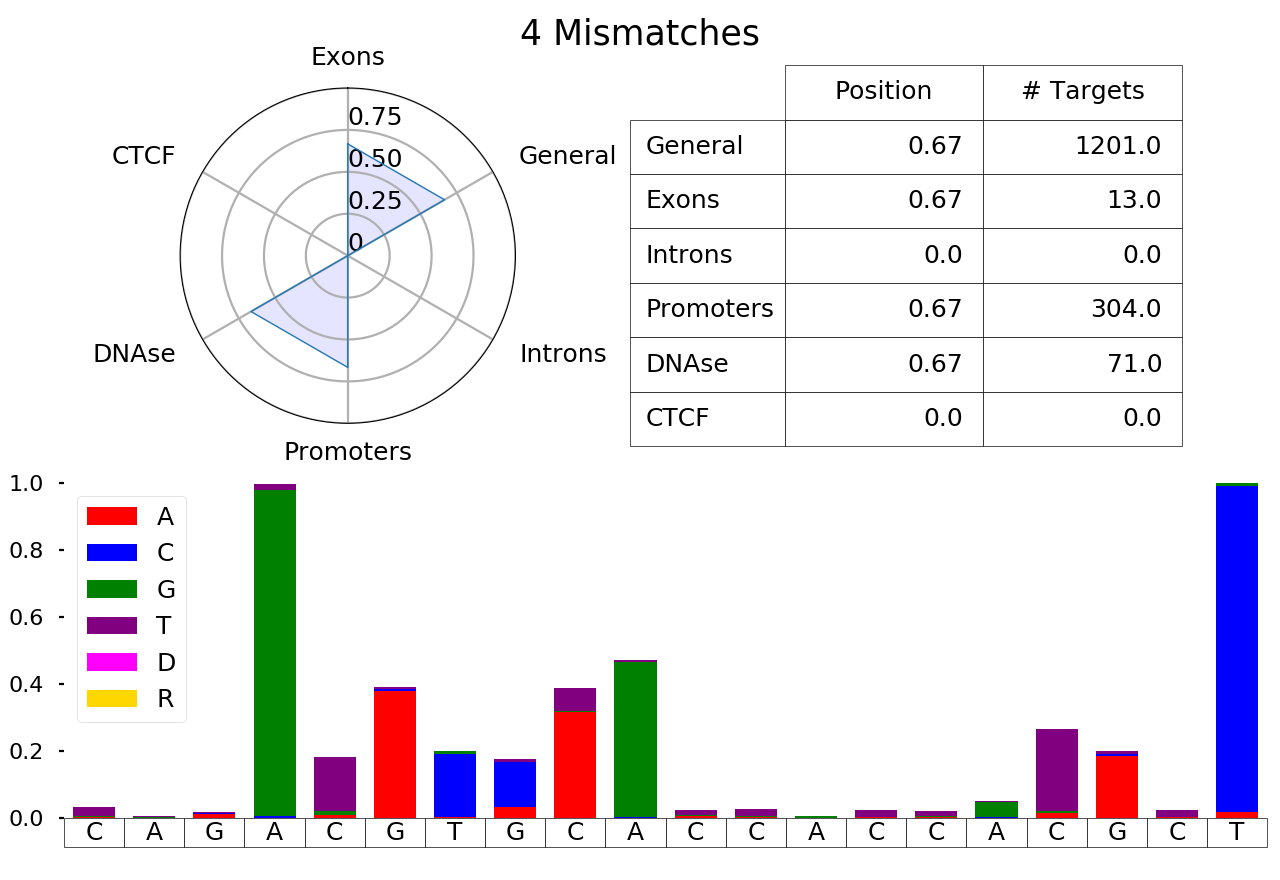 4 Mismatches
Exons
General
Introns
Promoters
DNAse
CTCF
0.75
0.50
0.25
0
Position # Targets
General 0.67 1201.0
Exons 0.67 13.0
Introns 0.0 0.0
Promoters 0.67 304.0
DNAse 0.67 71.0
CTCF 0.0 0.0
1.0
0.8
0.6
0.4
0.2
0.0
A
C
G
T
D
R
C A G A C G T G C A C C A C C A C G C T